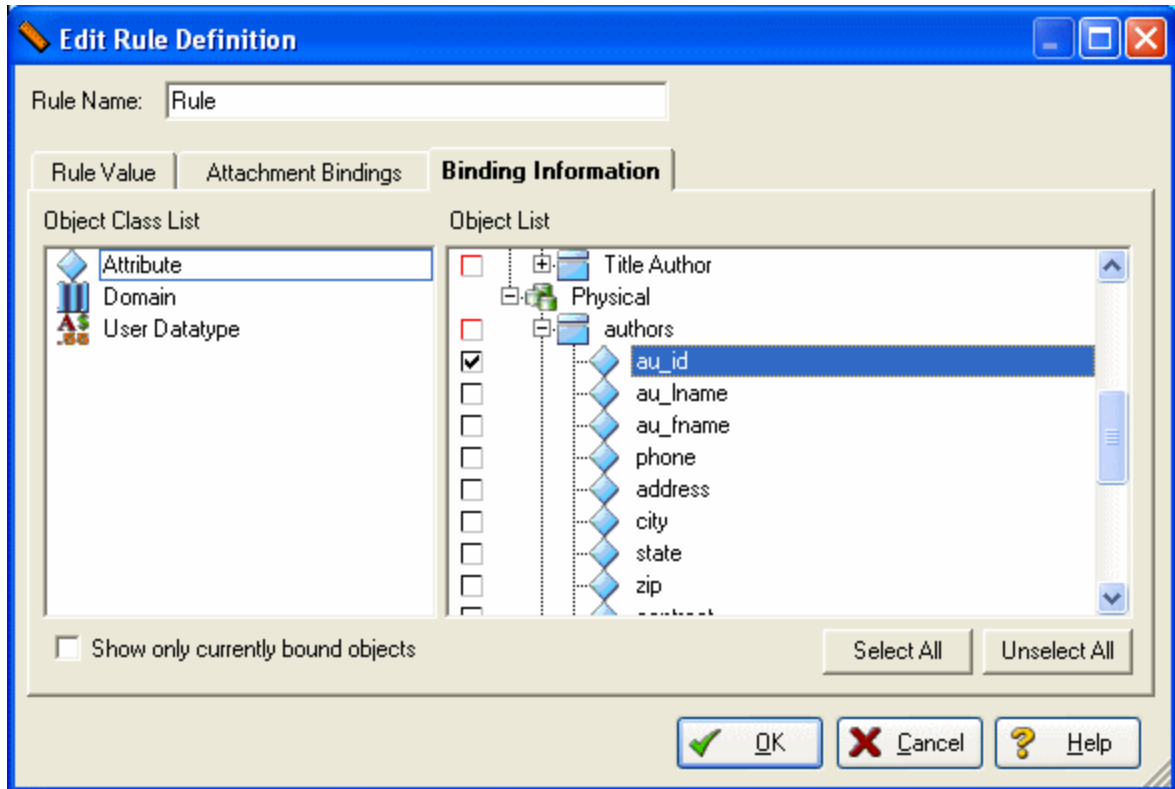 Edit Rule Definition
Rule Name: Rule
Rule Value Attachment Bindings Binding Information
Object Class List Object List
Attribute
Domain
User Datatype
Title Author
Physical
authors
au_id
au_lname
au_fname
phone
address
city
state
zip
Show only currently bound objects
Select All Unselect All
OK Cancel Help